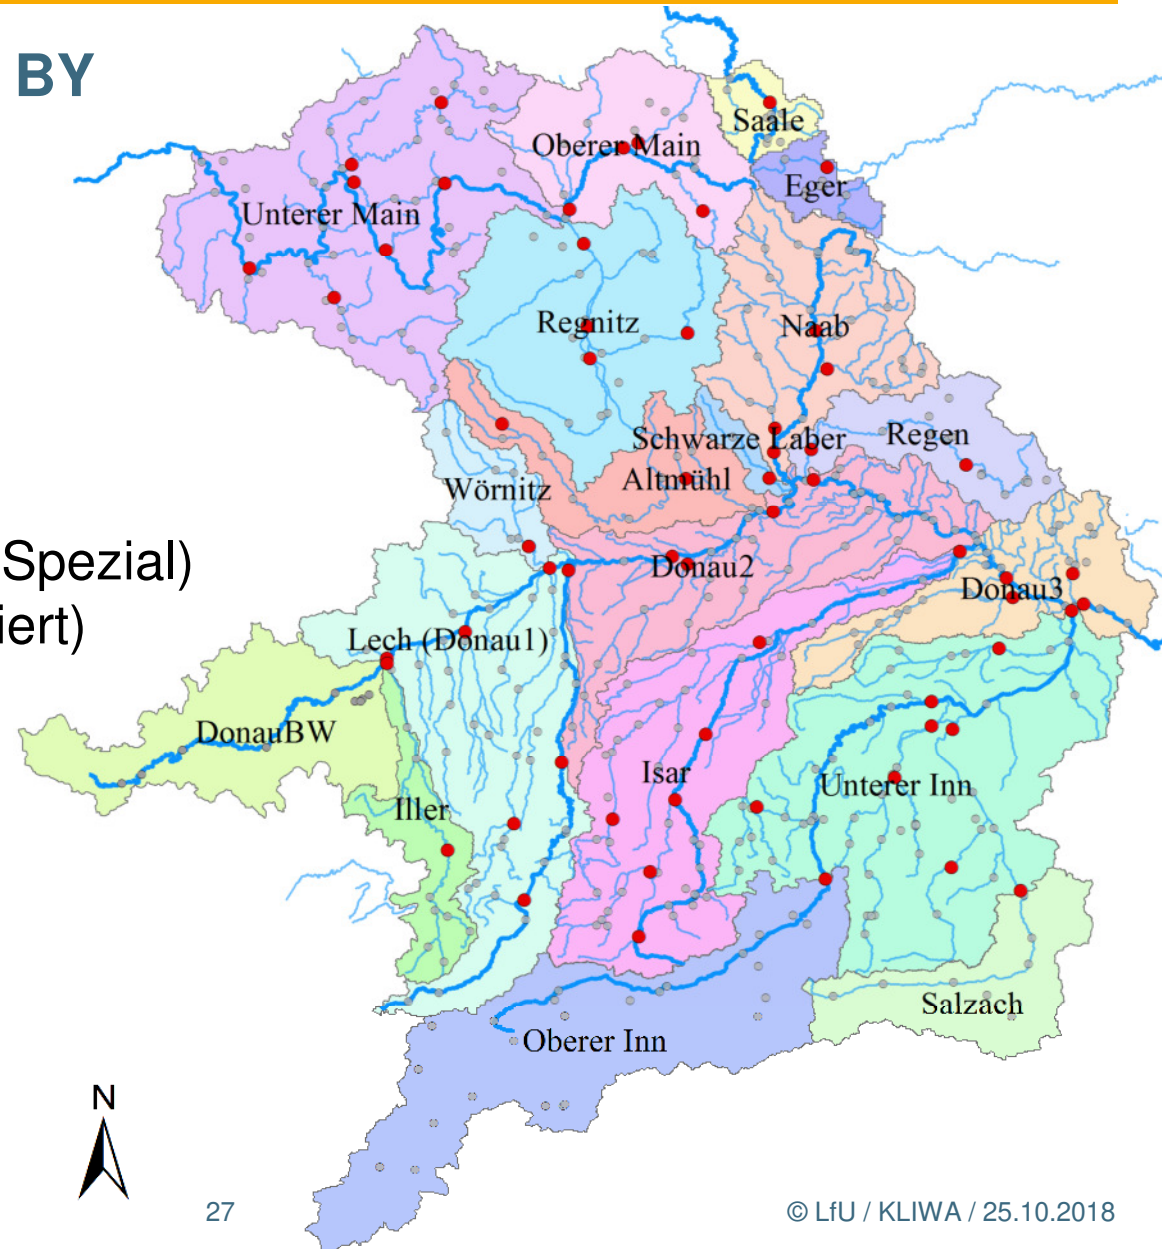 BY
Saale
Oberer Main
Eger
Unterer Main
Regnitz
Naab
Schwarze Laber
Regen
Altmühl
Wörnitz
Spezial)
iert)
Donau2
Donau3
Lech (Donau1)
DonauBW
Isar
Unterer Inn
Iller
Salzach
Oberer Inn
N
27
© LfU / KLIWA / 25.10.2018